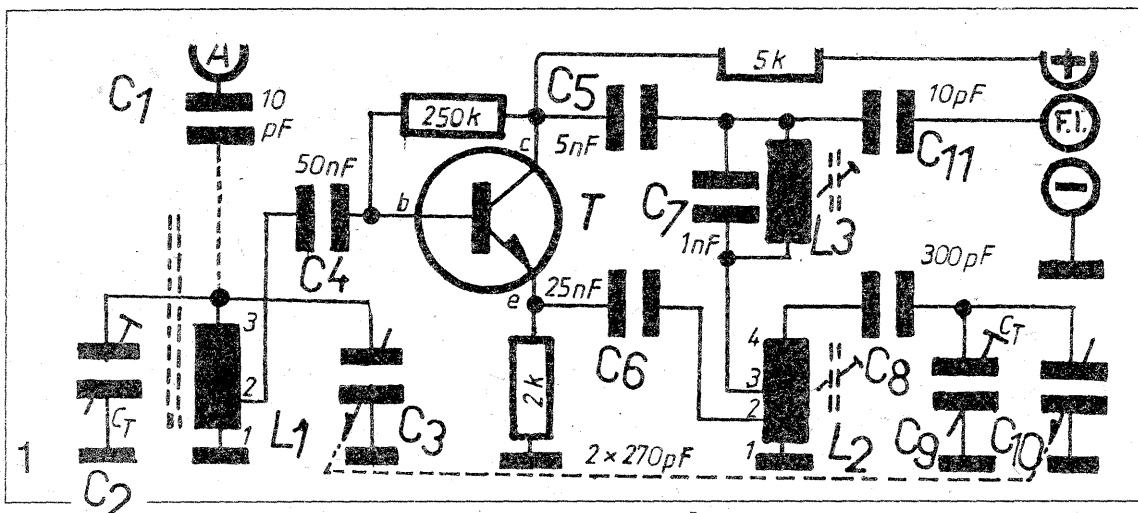 A
C1
10
pF
250k
C5
5nF
5k
+
10pF
F.I.
C11
−
50nF
C4
b
c
e
T
C7
1nF
L3
300pF
25nF
C6
3
2
1
L1
CT
C2
C3
2k
2×270pF
4
3
2
1
L2
C8
CT
C9
C10
1